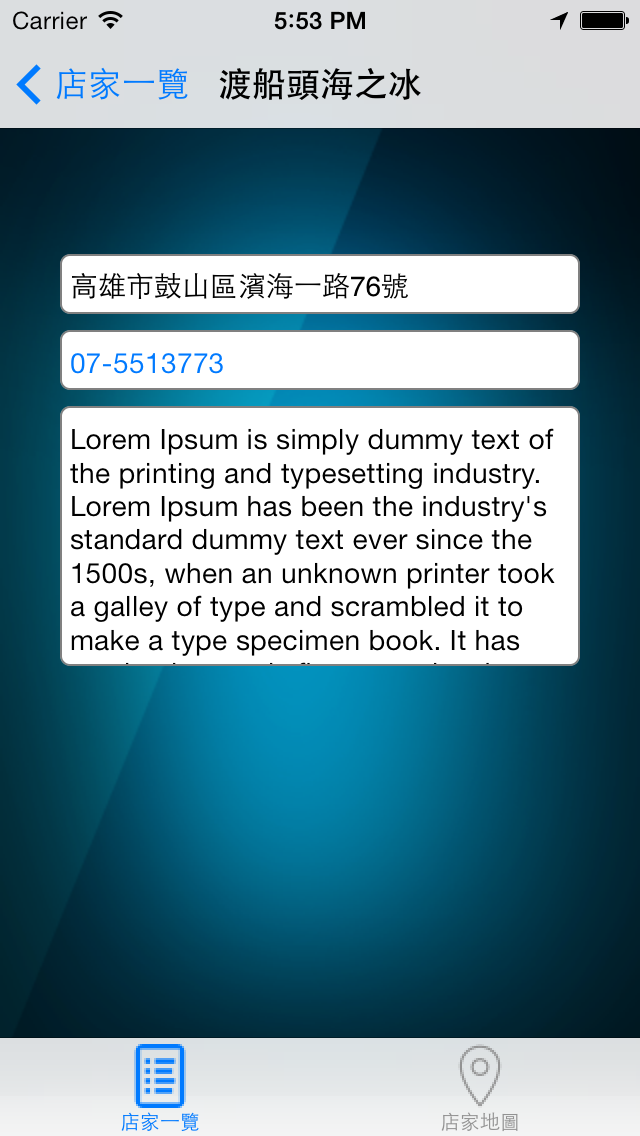 Carrier 5:53 PM
店家一覽 渡船頭海之冰
高雄市鼓山區濱海一路76號
07-5513773
Lorem Ipsum is simply dummy text of
the printing and typesetting industry.
Lorem Ipsum has been the industry's
standard dummy text ever since the
1500s, when an unknown printer took
a galley of type and scrambled it to
make a type specimen book. It has
店家一覽 店家地圖